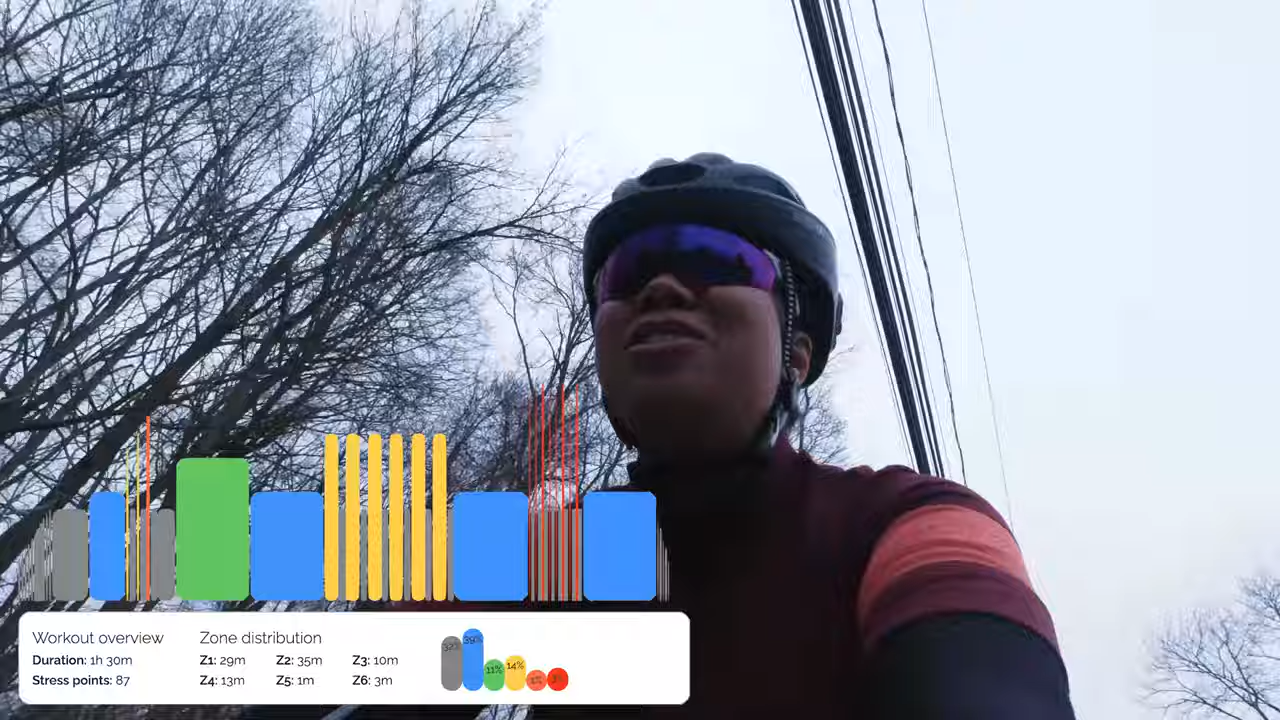 Workout overview
Duration: 1h 30m
Stress points: 87
Zone distribution
Z1: 29m Z2: 35m Z3: 10m
Z4: 13m Z5: 1m Z6: 3m
32% 39% 11% 14% 1%